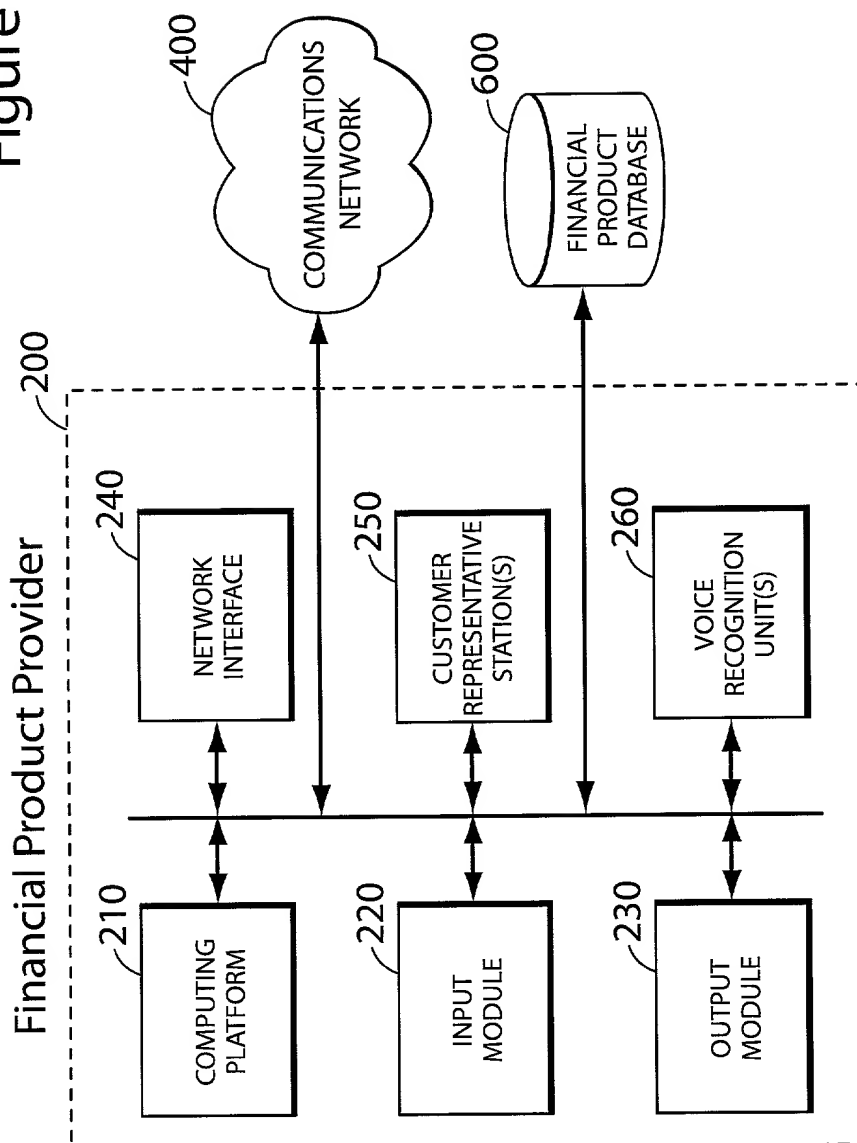 Figure
Financial Product Provider
200
210
COMPUTING
PLATFORM
240
NETWORK
INTERFACE
400
COMMUNICATIONS
NETWORK
220
INPUT
MODULE
250
CUSTOMER
REPRESENTATIVE
STATION(S)
600
FINANCIAL
PRODUCT
DATABASE
230
OUTPUT
MODULE
260
VOICE
RECOGNITION
UNIT(S)